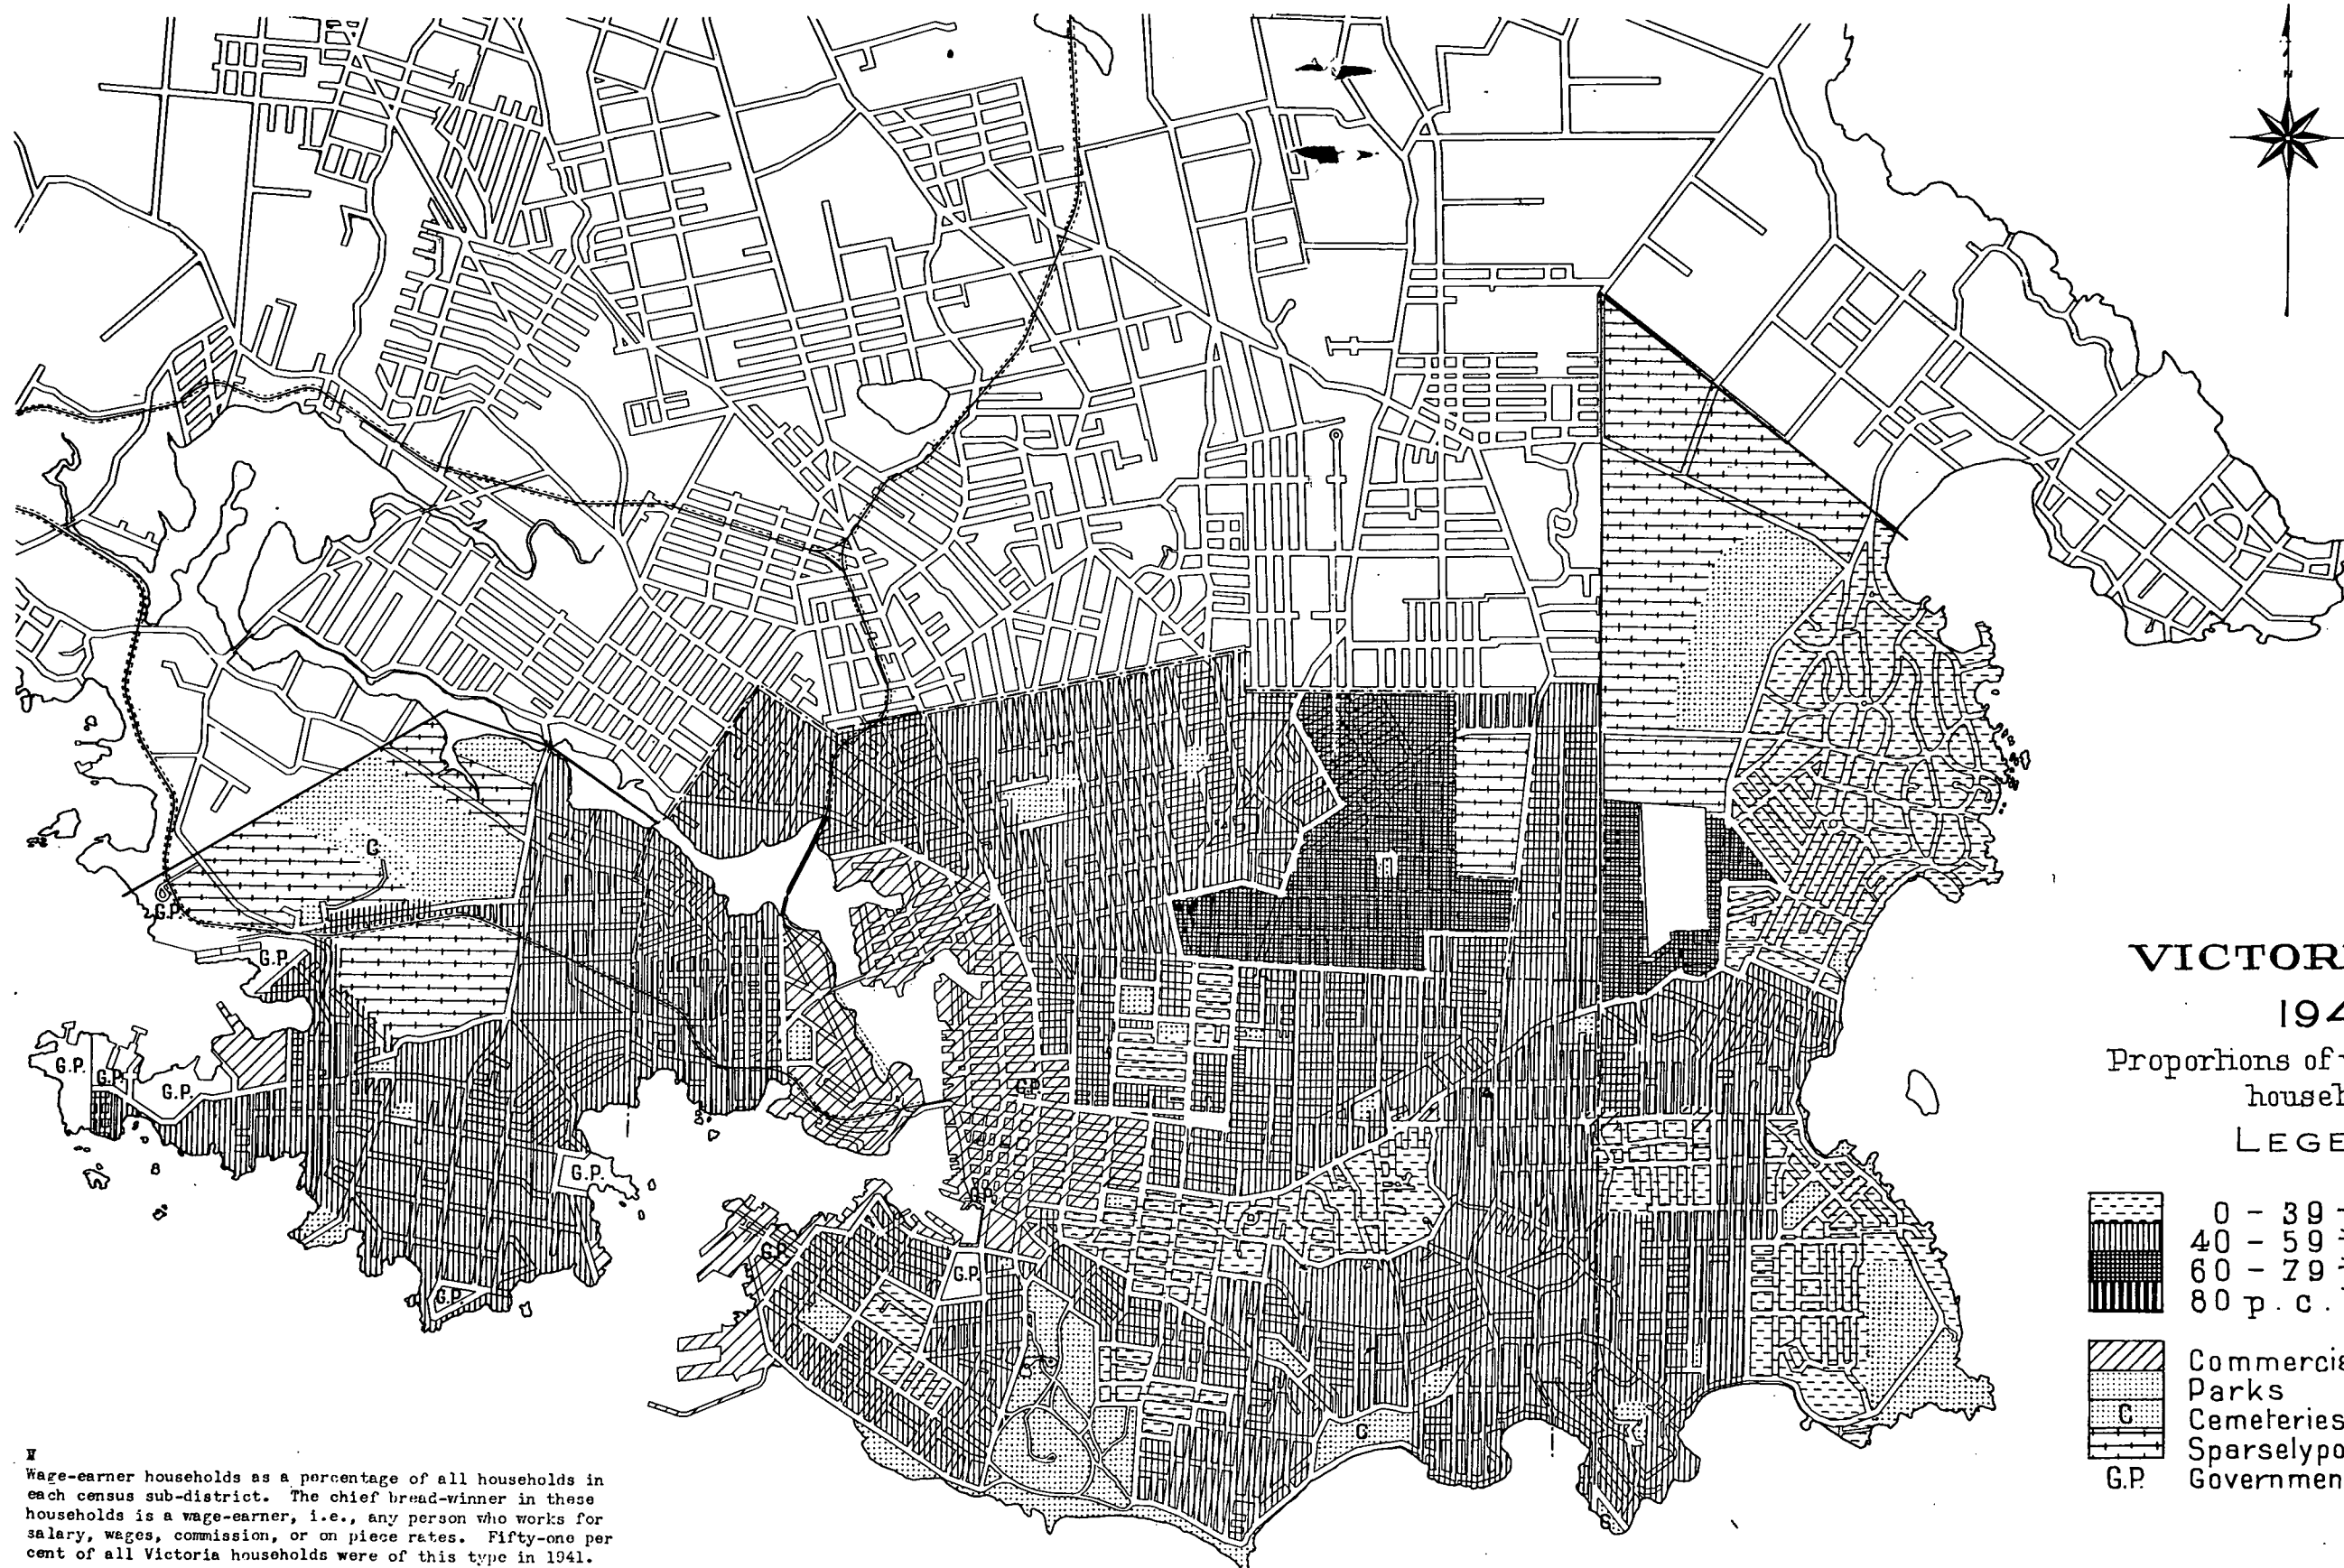 C
G.P.
G.P.
G.P.
G.P.
G.P.
G.P.
G.P.
G.P.
G.P.
G.P.
G.P.
C
N
VICTOR
194
Proportions of
househ
LEGE
0 - 39
40 - 59
60 - 79
80 p.c.
Commercia
Parks
C Cemeteries
Sparsely po
G.P. Governmen
Wage-earner households as a percentage of all households in
each census sub-district. The chief bread-winner in these
households is a wage-earner, i.e., any person who works for
salary, wages, commission, or on piece rates. Fifty-one per
cent of all Victoria households were of this type in 1941.